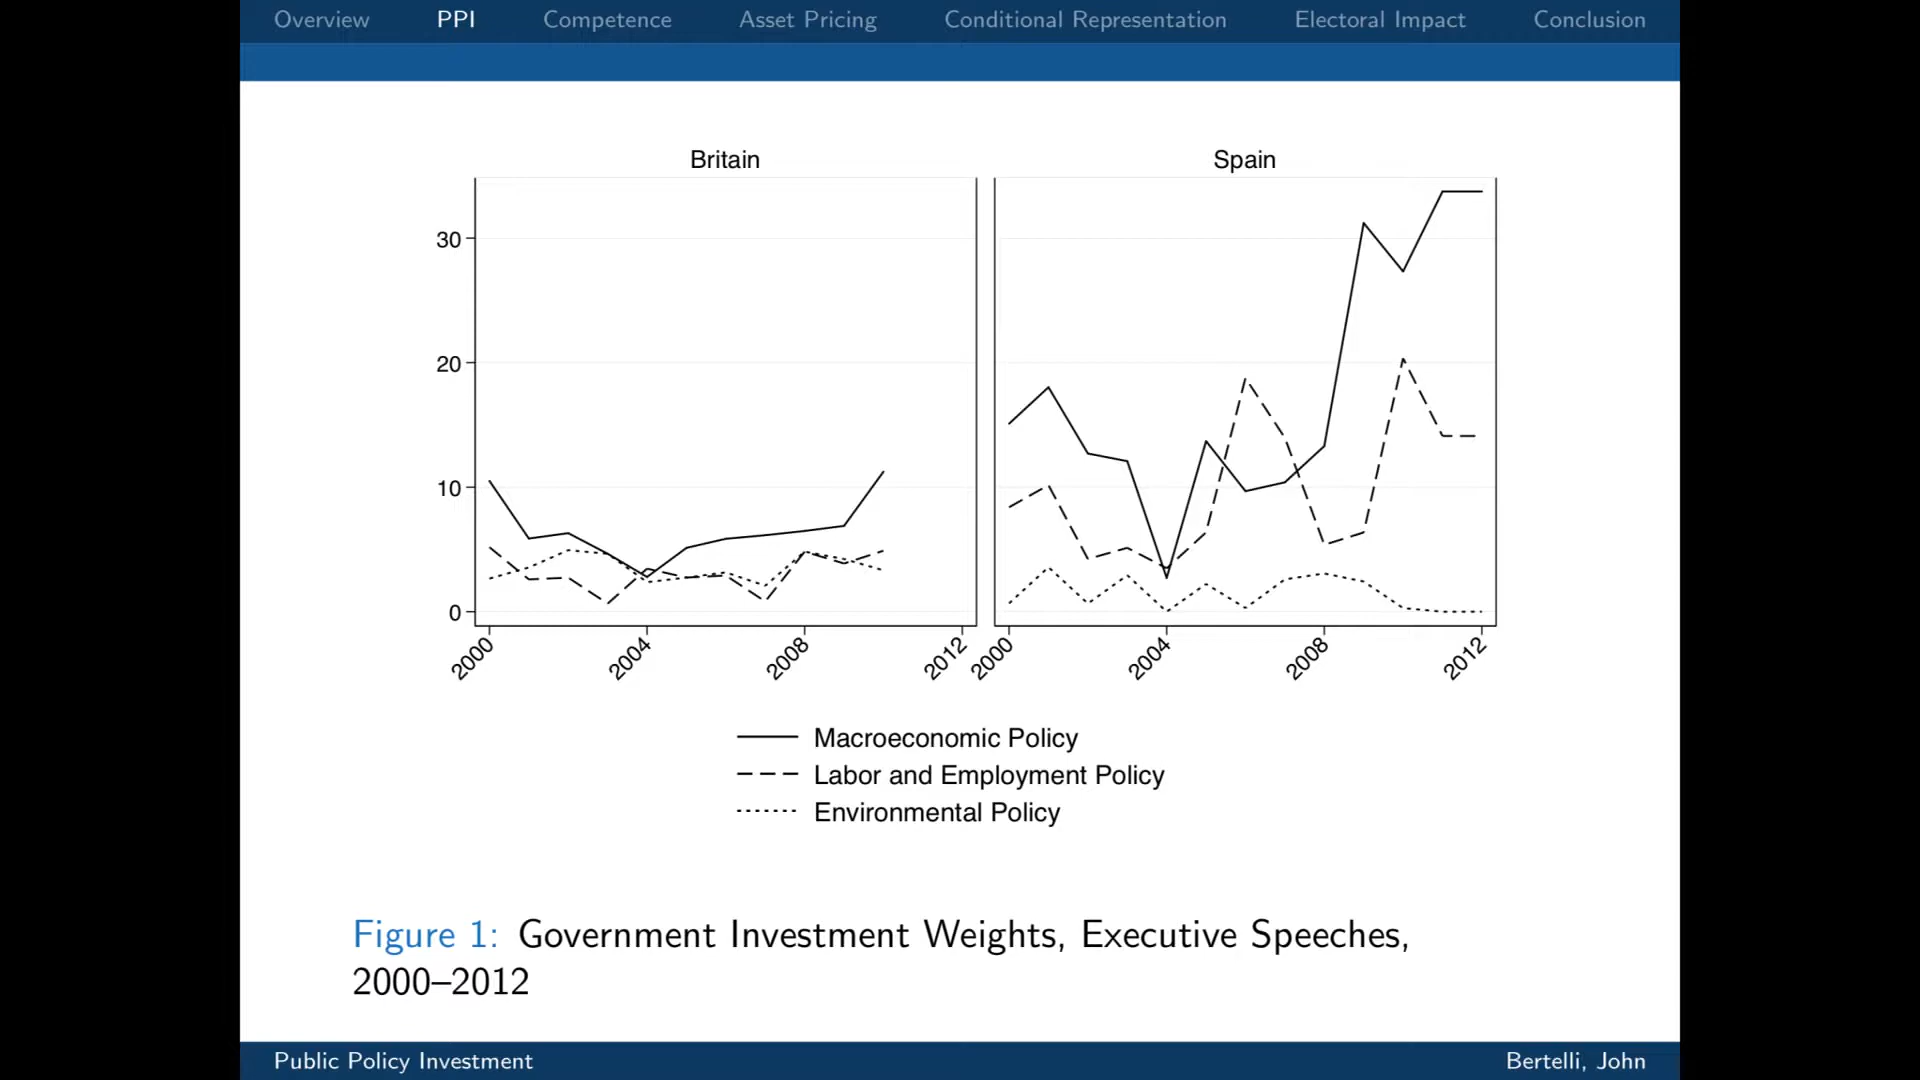 Overview PPI Competence Asset Pricing Conditional Representation Electoral Impact Conclusion
Britain Spain
30
20
10
0
2000 2004 2008 2012 2000 2004 2008 2012
Macroeconomic Policy
Labor and Employment Policy
Environmental Policy
Figure 1: Government Investment Weights, Executive Speeches,
2000–2012
Public Policy Investment Bertelli, John